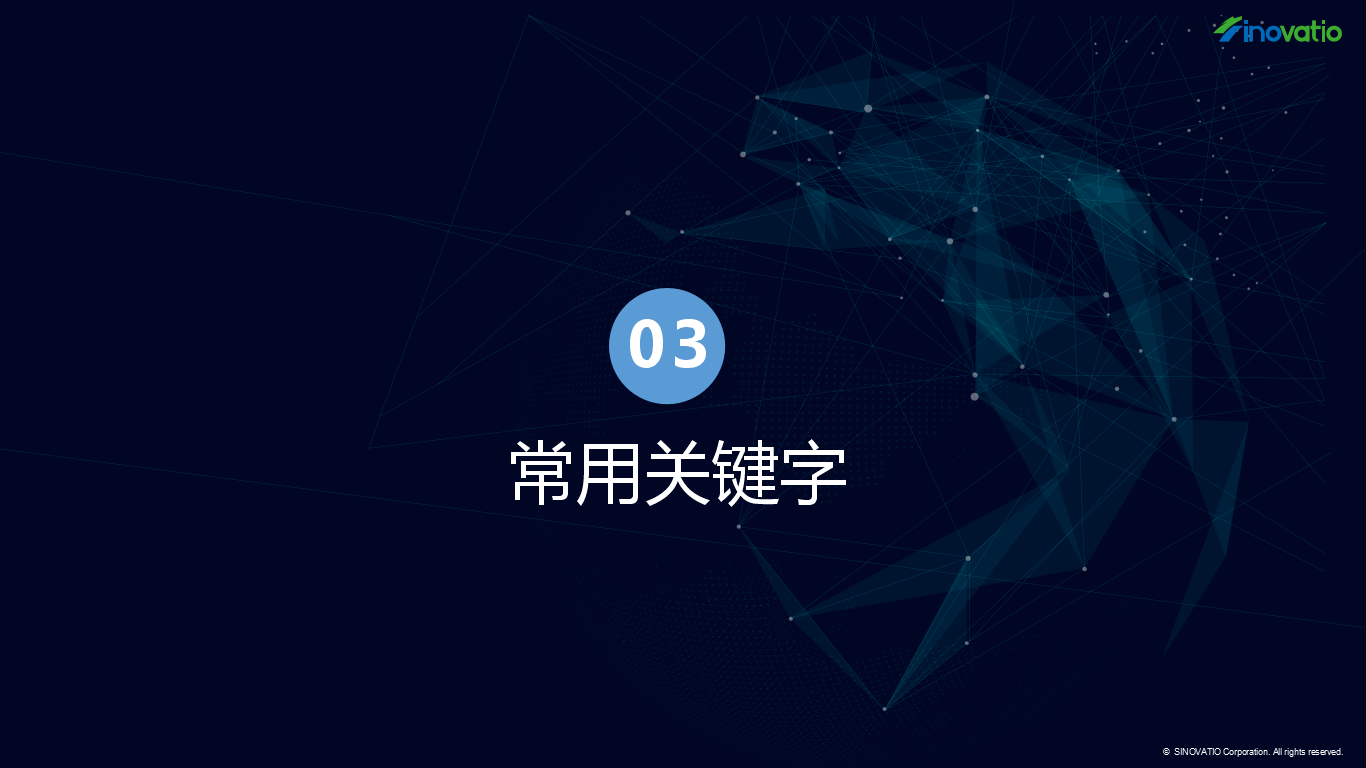 Sinovatio
03
常用关键字
© SINOVATIO Corporation. All rights reserved.